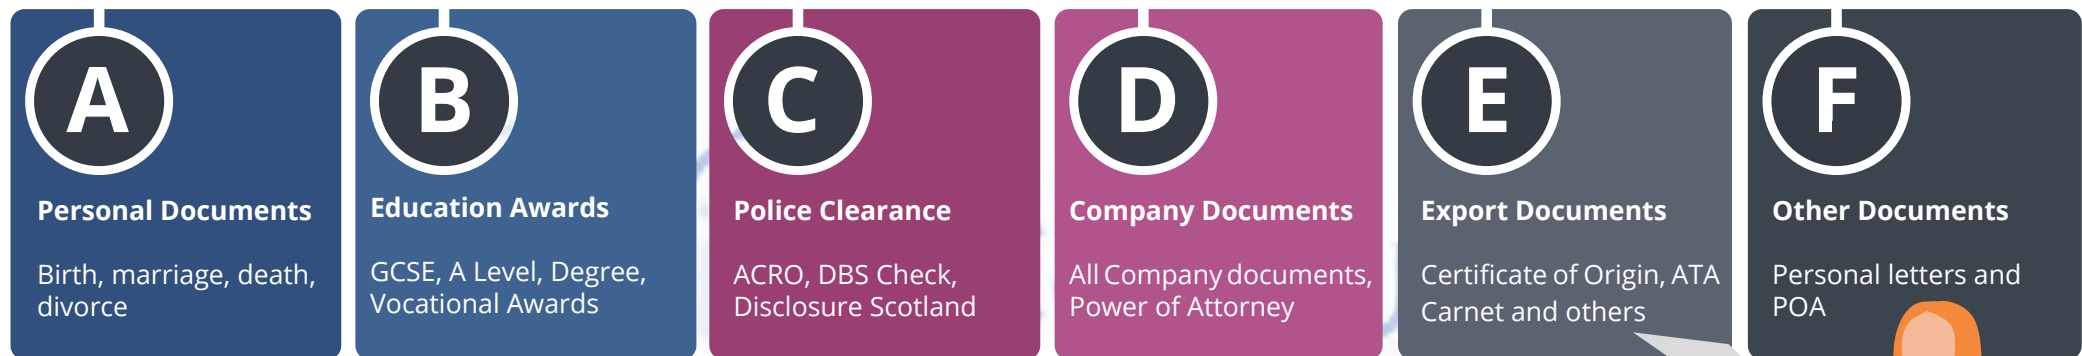 A
Personal Documents
Birth, marriage, death,
divorce
B
Education Awards
GCSE, A Level, Degree,
Vocational Awards
C
Police Clearance
ACRO, DBS Check,
Disclosure Scotland
D
Company Documents
All Company documents,
Power of Attorney
E
Export Documents
Certificate of Origin, ATA
Carnet and others
F
Other Documents
Personal letters and
POA